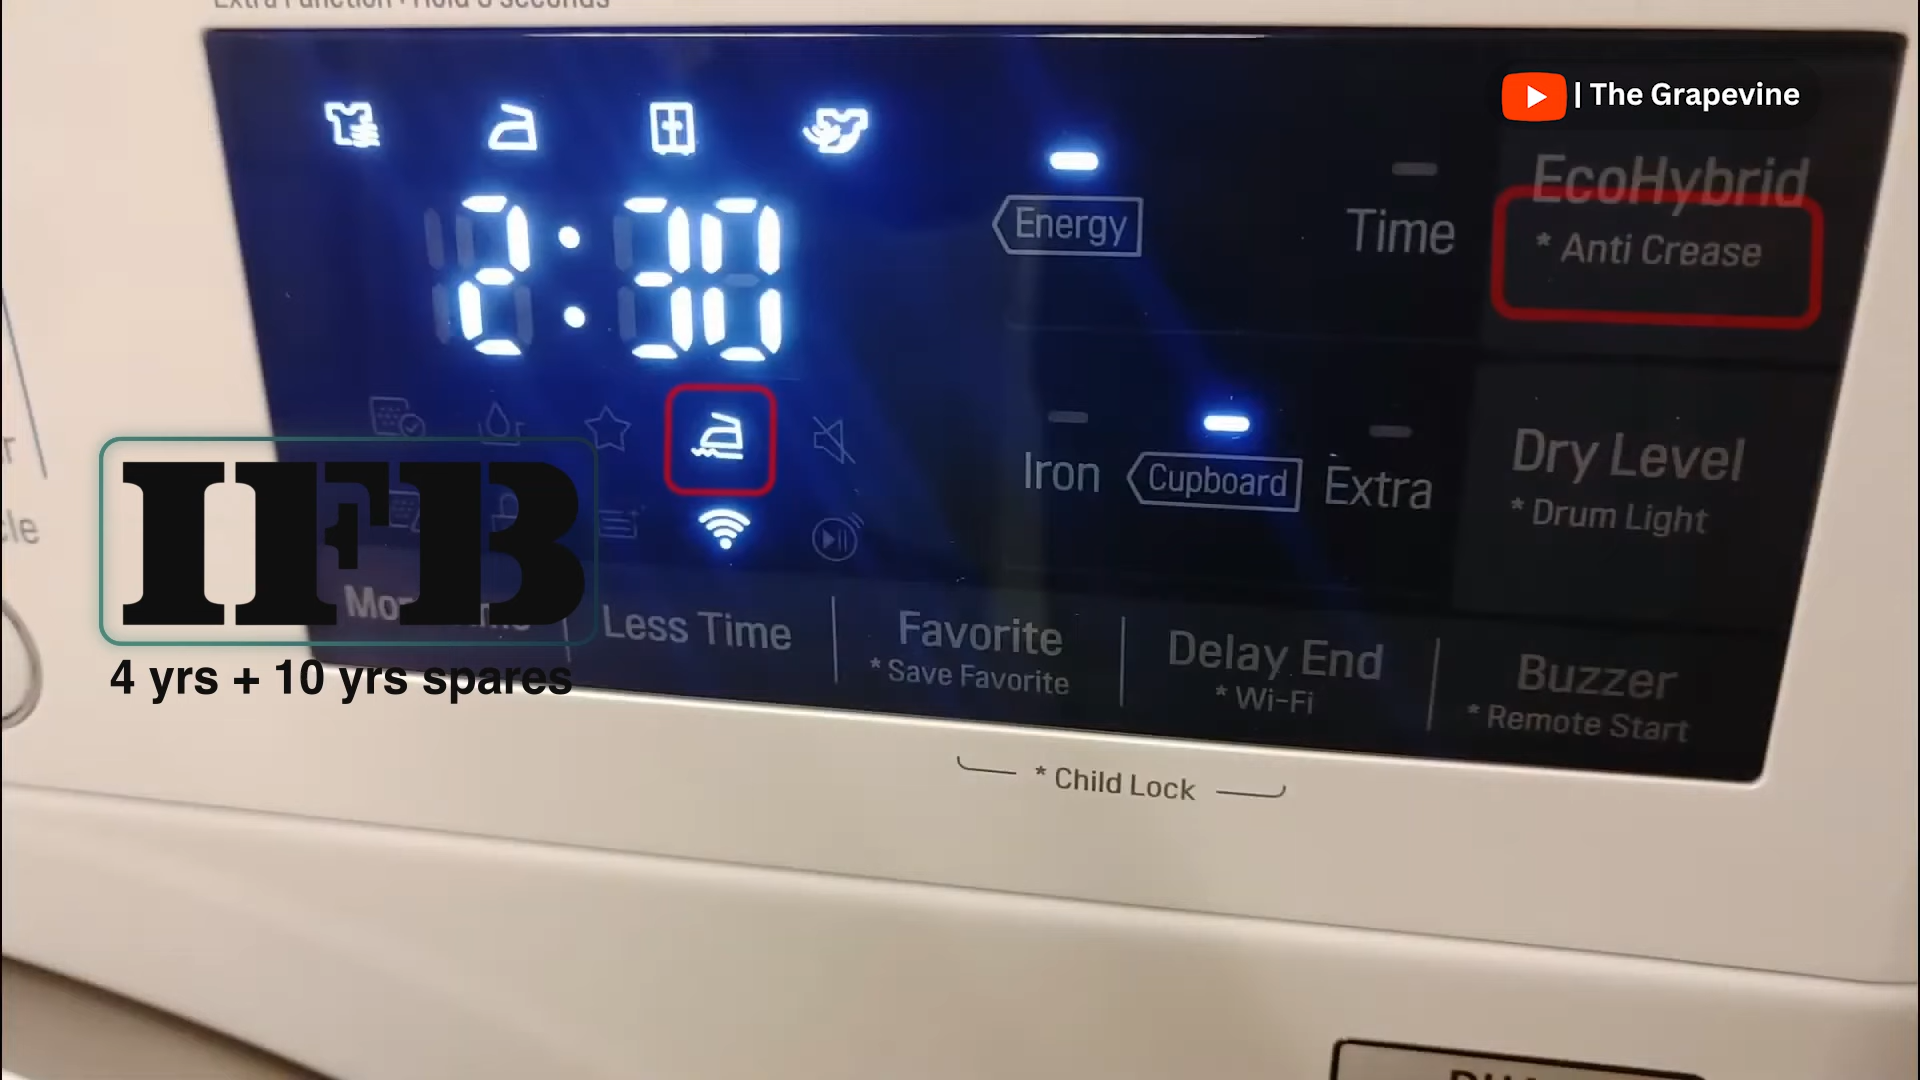 Extra Function • Hold 3 seconds
| The Grapevine
EcoHybrid
* Anti Crease
2:30
Energy
Time
Iron
Cupboard
Extra
Dry Level
* Drum Light
IFB
4 yrs + 10 yrs spares
Less Time
Favorite
* Save Favorite
Delay End
* Wi-Fi
Buzzer
* Remote Start
* Child Lock